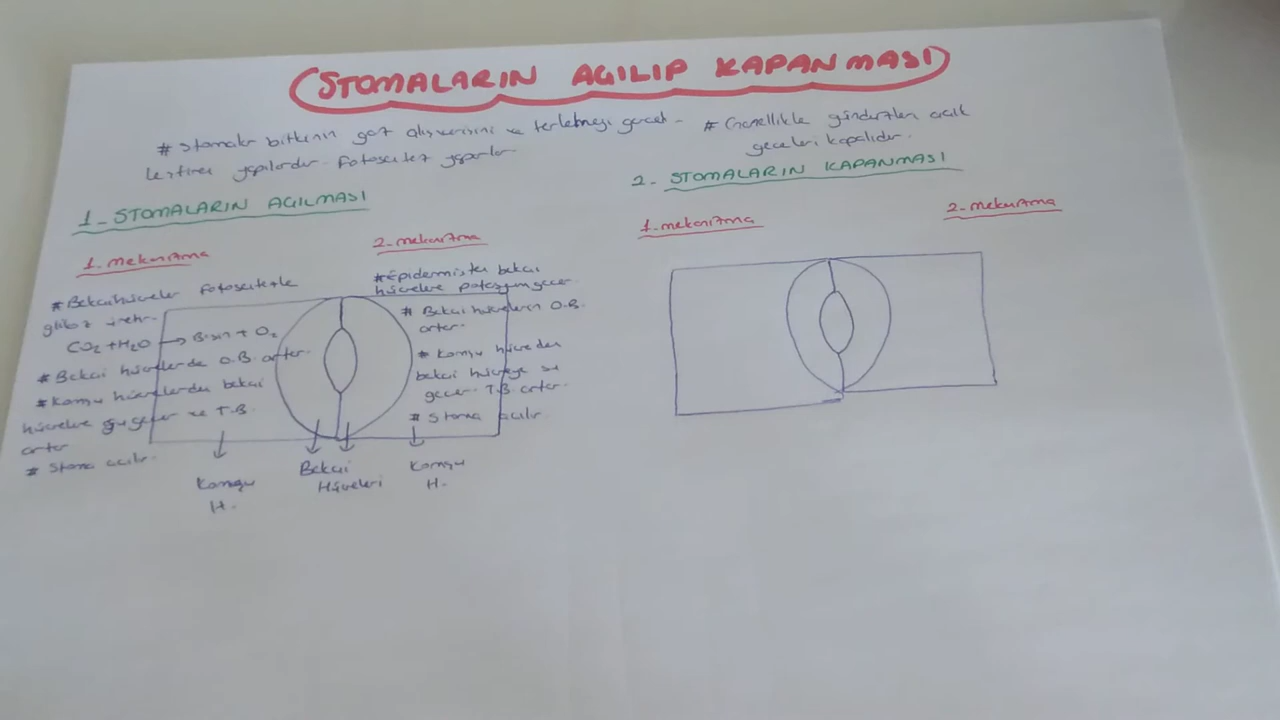 STOMALARIN AÇILIP KAPANMASI
# Stomalar bitkinin gaz alışverişini ve terlemeyi gerçek-
leştiren yapılardır. Fotosentez yaparlar
# Genellikle gündüzleri açık
geceleri kapalıdır.
1- STOMALARIN AÇILMASI
1. mekanizma
# Bekçi hücreler fotosentezle
glikoz üretir.
CO2 + H2O → Besin + O2
# Bekçi hücrelerde O.B. artar.
# Komşu hücrelerden bekçi
hücrelere su geçer ve T.B.
artar
# Stoma açılır.
2- mekanizma
# Epidermisten bekçi
hücrelere potasyum geçer.
# Bekçi hücrelerin O.B.
artar.
# Komşu hücreden
bekçi hücreye su
geçer. T.B. artar.
# Stoma açılır.
Komşu
H.
Bekçi
Hücreleri
Komşu
H.
2- STOMALARIN KAPANMASI
1. mekanizma
2- mekanizma